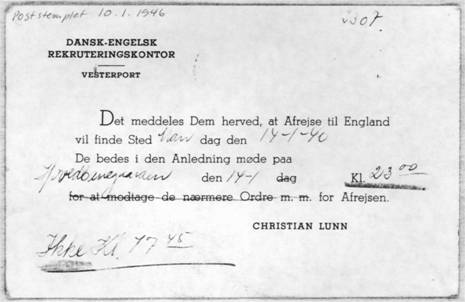 Poststemplet 10.1.1946
DANSK-ENGELSK
REKRUTERINGSKONTOR
VESTERPORT
Det meddeles Dem herved, at Afrejse til England
vil finde Sted Man dag den 14-1-46
De bedes i den Anledning møde paa
den 14-1 dag Kl. 23 00
for at modtage de nærmere Ordre m. m. for Afrejsen.
CHRISTIAN LUNN
Ikke Kl. 17 45